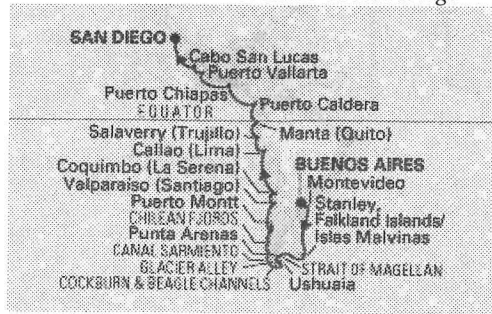 SAN DIEGO
Cabo San Lucas
Puerto Vallarta
Puerto Chiapas
EQUATOR
Puerto Caldera
Salaverry (Trujillo)
Manta (Quito)
Callao (Lima)
Coquimbo (La Serena)
BUENOS AIRES
Valparaiso (Santiago)
Montevideo
Puerto Montt
Stanley,
CHILEAN FJORDS
Falkland Islands/
Punta Arenas
Islas Malvinas
CANAL SARMIENTO
GLACIER ALLEY
STRAIT OF MAGELLAN
COCKBURN & BEAGLE CHANNELS
Ushuaia